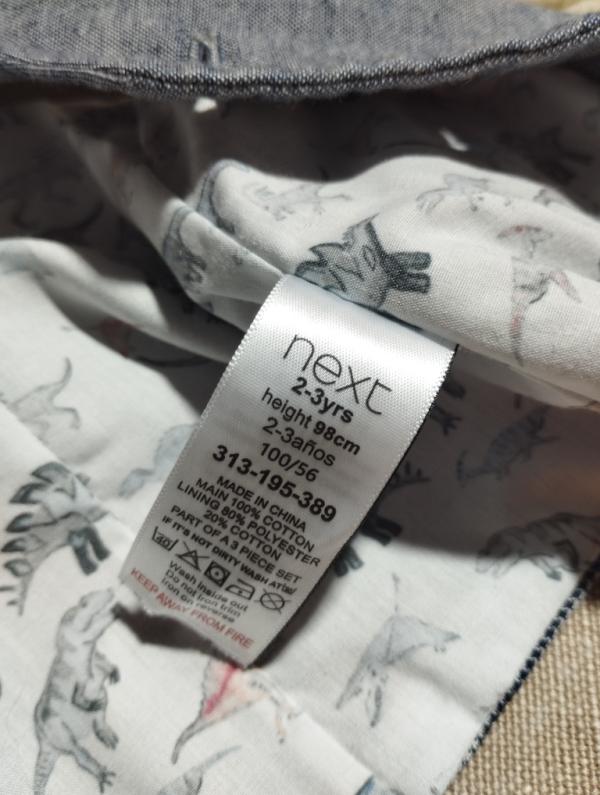 next
2-3yrs
height 98cm
2-3años
100/56
313-195-389
MADE IN CHINA
MAIN 100% COTTON
LINING 80% POLYESTER
20% COTTON
PART OF A 3 PIECE SET
IF IT'S NOT DIRTY WASH AT
Wash inside out
Do not iron trim
Iron on reverse
KEEP AWAY FROM FIRE